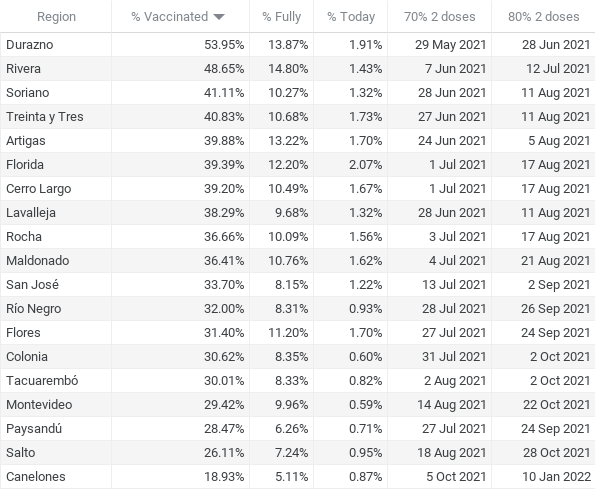 Region % Vaccinated % Fully % Today 70% 2 doses 80% 2 doses
Durazno 53.95% 13.87% 1.91% 29 May 2021 28 Jun 2021
Rivera 48.65% 14.80% 1.43% 7 Jun 2021 12 Jul 2021
Soriano 41.11% 10.27% 1.32% 28 Jun 2021 11 Aug 2021
Treinta y Tres 40.83% 10.68% 1.73% 27 Jun 2021 11 Aug 2021
Artigas 39.88% 13.22% 1.70% 24 Jun 2021 5 Aug 2021
Florida 39.39% 12.20% 2.07% 1 Jul 2021 17 Aug 2021
Cerro Largo 39.20% 10.49% 1.67% 1 Jul 2021 17 Aug 2021
Lavalleja 38.29% 9.68% 1.32% 28 Jun 2021 11 Aug 2021
Rocha 36.66% 10.09% 1.56% 3 Jul 2021 17 Aug 2021
Maldonado 36.41% 10.76% 1.62% 4 Jul 2021 21 Aug 2021
San José 33.70% 8.15% 1.22% 13 Jul 2021 2 Sep 2021
Río Negro 32.00% 8.31% 0.93% 28 Jul 2021 26 Sep 2021
Flores 31.40% 11.20% 1.70% 27 Jul 2021 24 Sep 2021
Colonia 30.62% 8.35% 0.60% 31 Jul 2021 2 Oct 2021
Tacuarembó 30.01% 8.33% 0.82% 2 Aug 2021 2 Oct 2021
Montevideo 29.42% 9.96% 0.59% 14 Aug 2021 22 Oct 2021
Paysandú 28.47% 6.26% 0.71% 27 Jul 2021 24 Sep 2021
Salto 26.11% 7.24% 0.95% 18 Aug 2021 28 Oct 2021
Canelones 18.93% 5.11% 0.87% 5 Oct 2021 10 Jan 2022